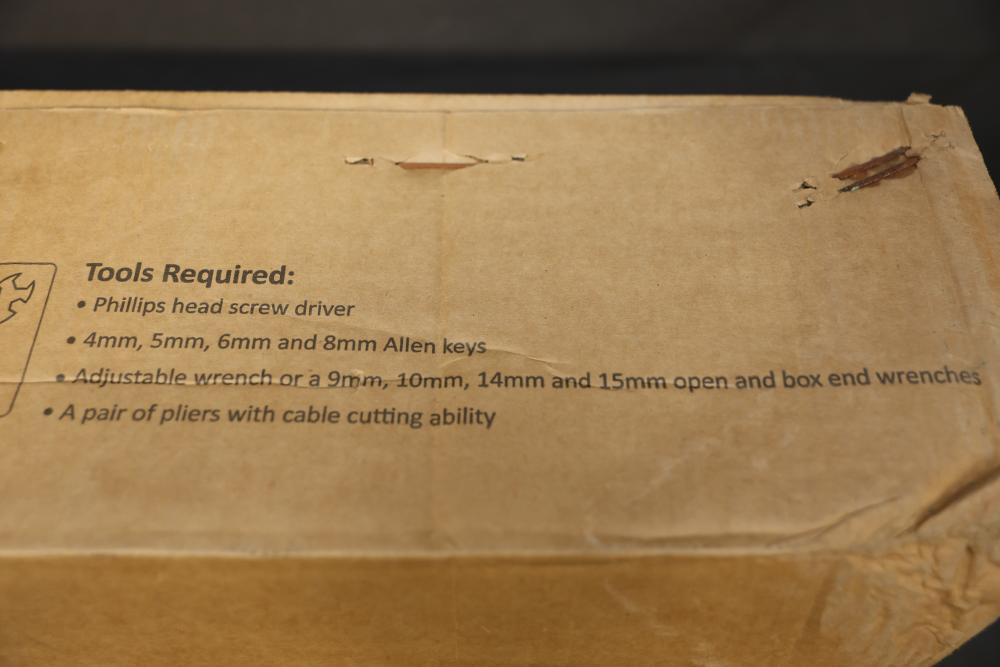 Tools Required:
• Phillips head screw driver
• 4mm, 5mm, 6mm and 8mm Allen keys
• Adjustable wrench or a 9mm, 10mm, 14mm and 15mm open and box end wrenches
• A pair of pliers with cable cutting ability